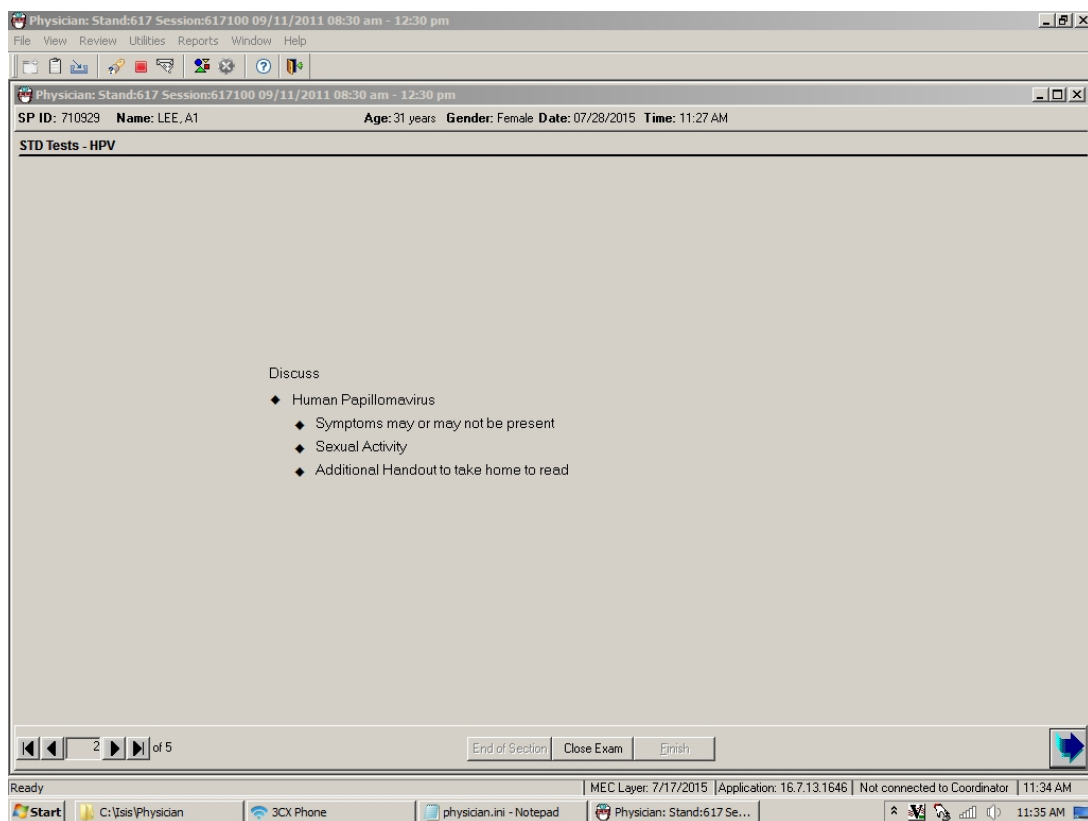 Physician: Stand:617 Session:617100 09/11/2011 08:30 am - 12:30 pm
File View Review Utilities Reports Window Help
Physician: Stand:617 Session:617100 09/11/2011 08:30 am - 12:30 pm
SP ID: 710929 Name: LEE, A1 Age: 31 years Gender: Female Date: 07/28/2015 Time: 11:27 AM
STD Tests - HPV
Discuss
Human Papillomavirus
Symptoms may or may not be present
Sexual Activity
Additional Handout to take home to read
2 of 5 End of Section Close Exam Finish
Ready MEC Layer: 7/17/2015 Application: 16.7.13.1646 Not connected to Coordinator 11:34 AM
Start C:\Isis\Physician 3CX Phone physician.ini - Notepad Physician: Stand:617 Se... 11:35 AM